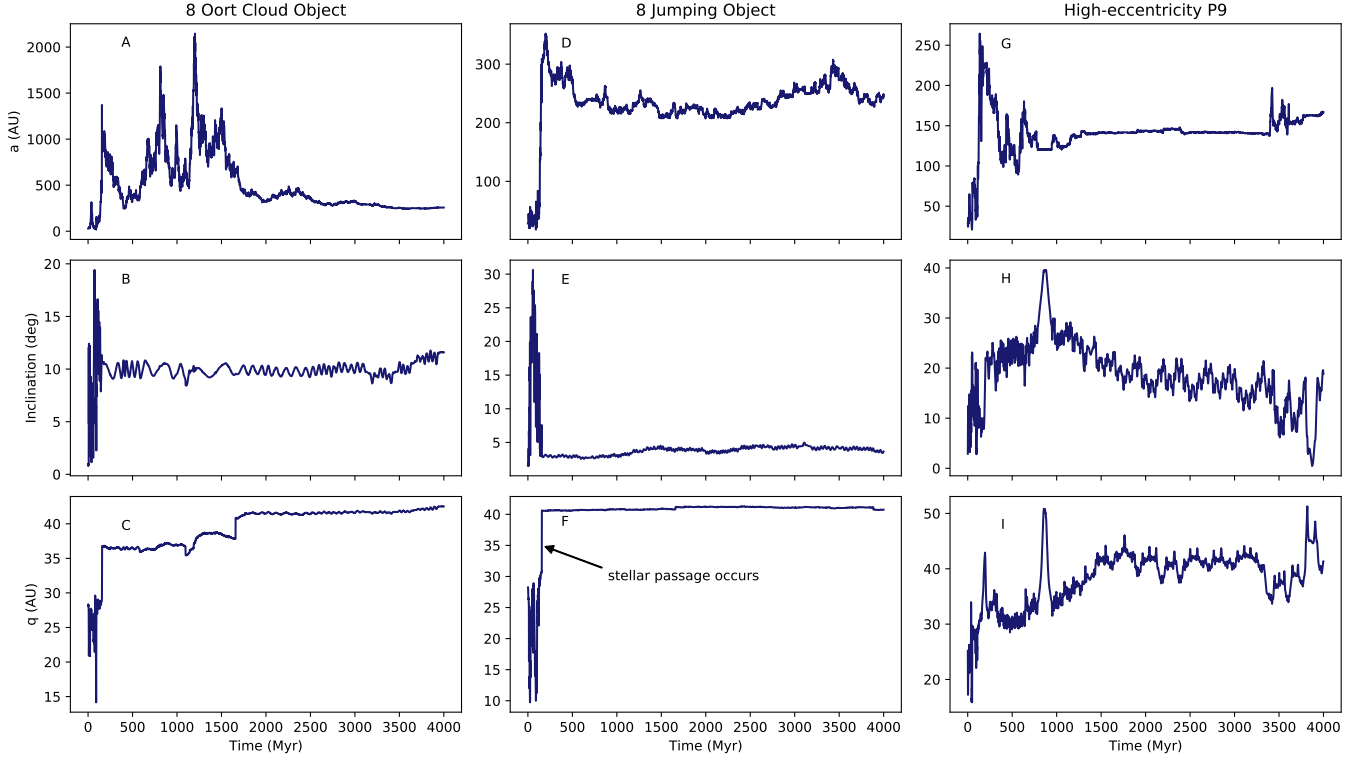 8 Oort Cloud Object
8 Jumping Object
High-eccentricity P9
A
D
G
2000
1500
1000
500
0
a (AU)
300
200
100
250
200
150
100
50
B
E
H
20
15
10
5
0
Inclination (deg)
30
25
20
15
10
5
40
30
20
10
0
C
F
I
40
35
30
25
20
15
q (AU)
40
35
30
25
20
15
10
stellar passage occurs
50
40
30
20
0 500 1000 1500 2000 2500 3000 3500 4000
0 500 1000 1500 2000 2500 3000 3500 4000
0 500 1000 1500 2000 2500 3000 3500 4000
Time (Myr)
Time (Myr)
Time (Myr)